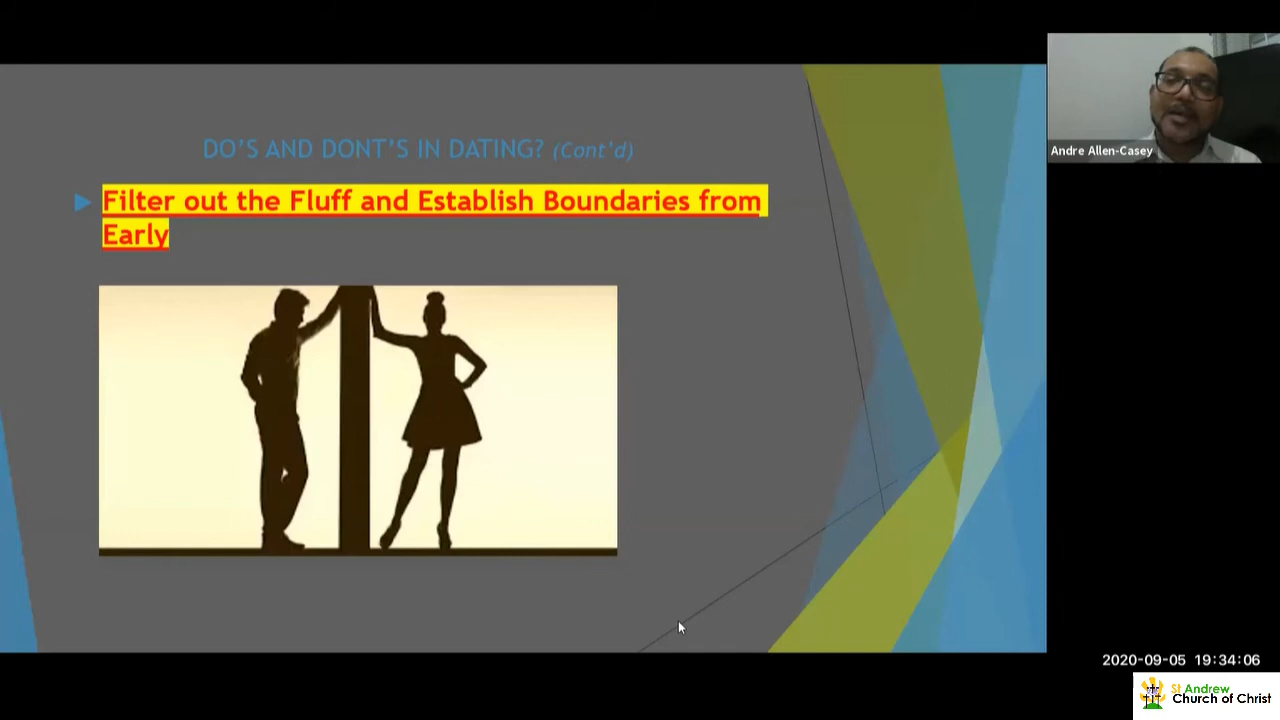 DO'S AND DONT'S IN DATING? (Cont'd)
Filter out the Fluff and Establish Boundaries from
Early
Andre Allen-Casey
2020-09-05 19:34:06
St Andrew
Church of Christ